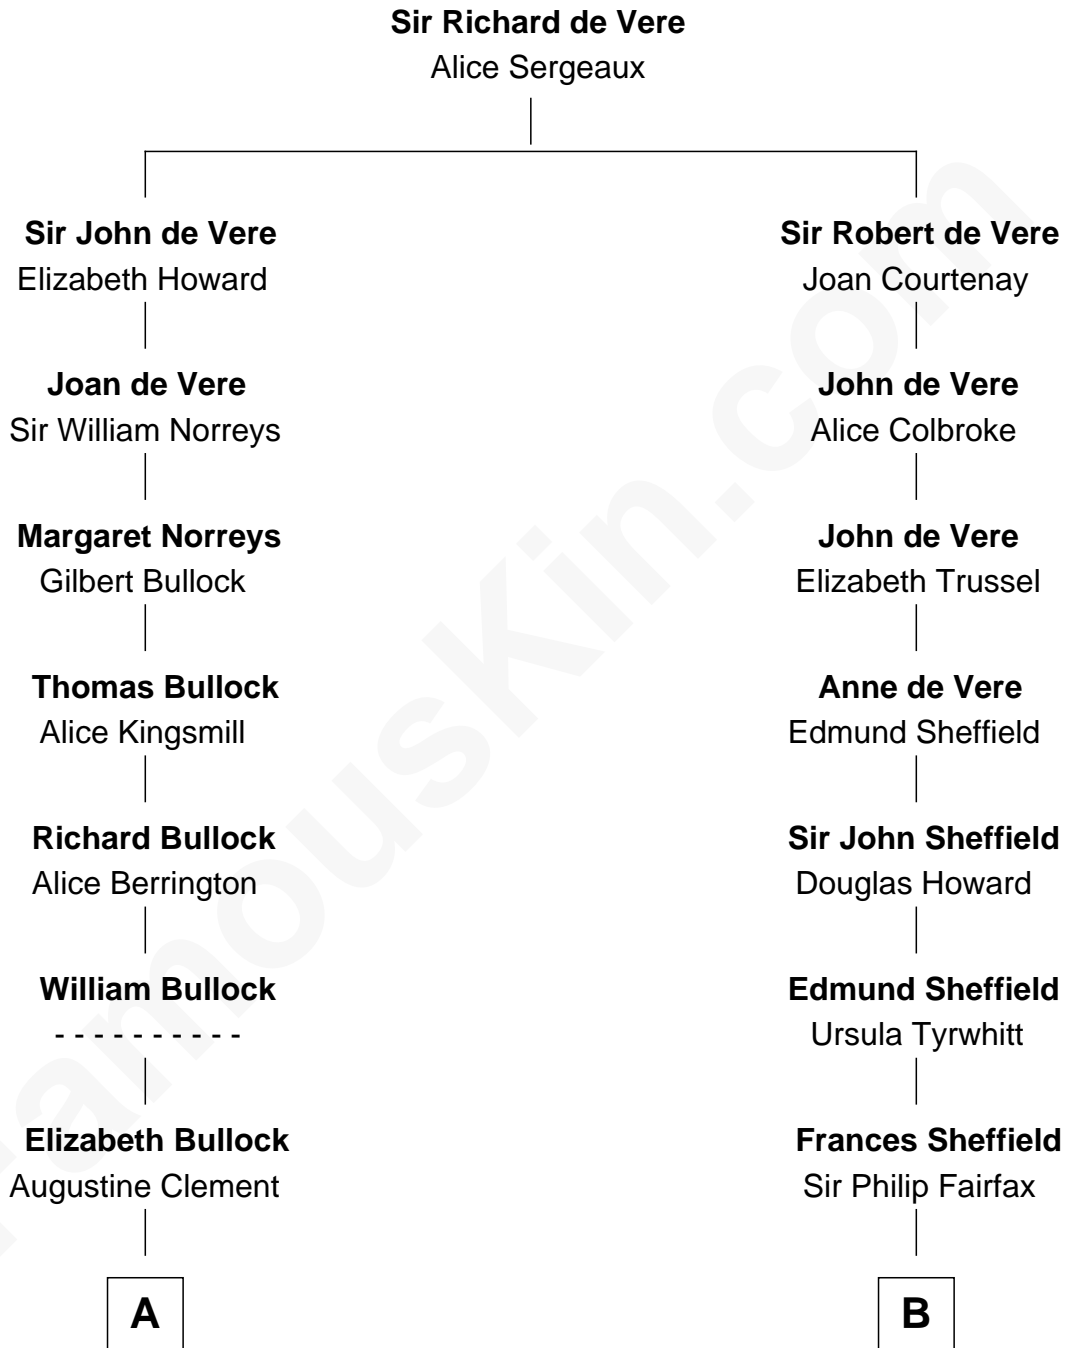 Sir Richard de Vere
Alice Sergeaux
Sir John de Vere
Elizabeth Howard
Joan de Vere
Sir William Norreys
Margaret Norreys
Gilbert Bullock
Thomas Bullock
Alice Kingsmill
Richard Bullock
Alice Berrington
William Bullock
- - - - - - - - - -
Elizabeth Bullock
Augustine Clement
A
Sir Robert de Vere
Joan Courtenay
John de Vere
Alice Colbroke
John de Vere
Elizabeth Trussel
Anne de Vere
Edmund Sheffield
Sir John Sheffield
Douglas Howard
Edmund Sheffield
Ursula Tyrwhitt
Frances Sheffield
Sir Philip Fairfax
B
FamousKin.com